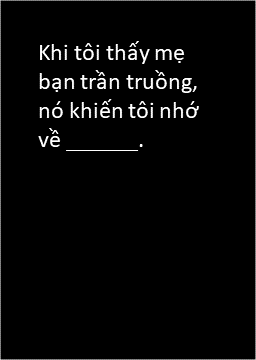 Khi tôi thấy mẹ
bạn trần truồng,
nó khiến tôi nhớ
về _______.